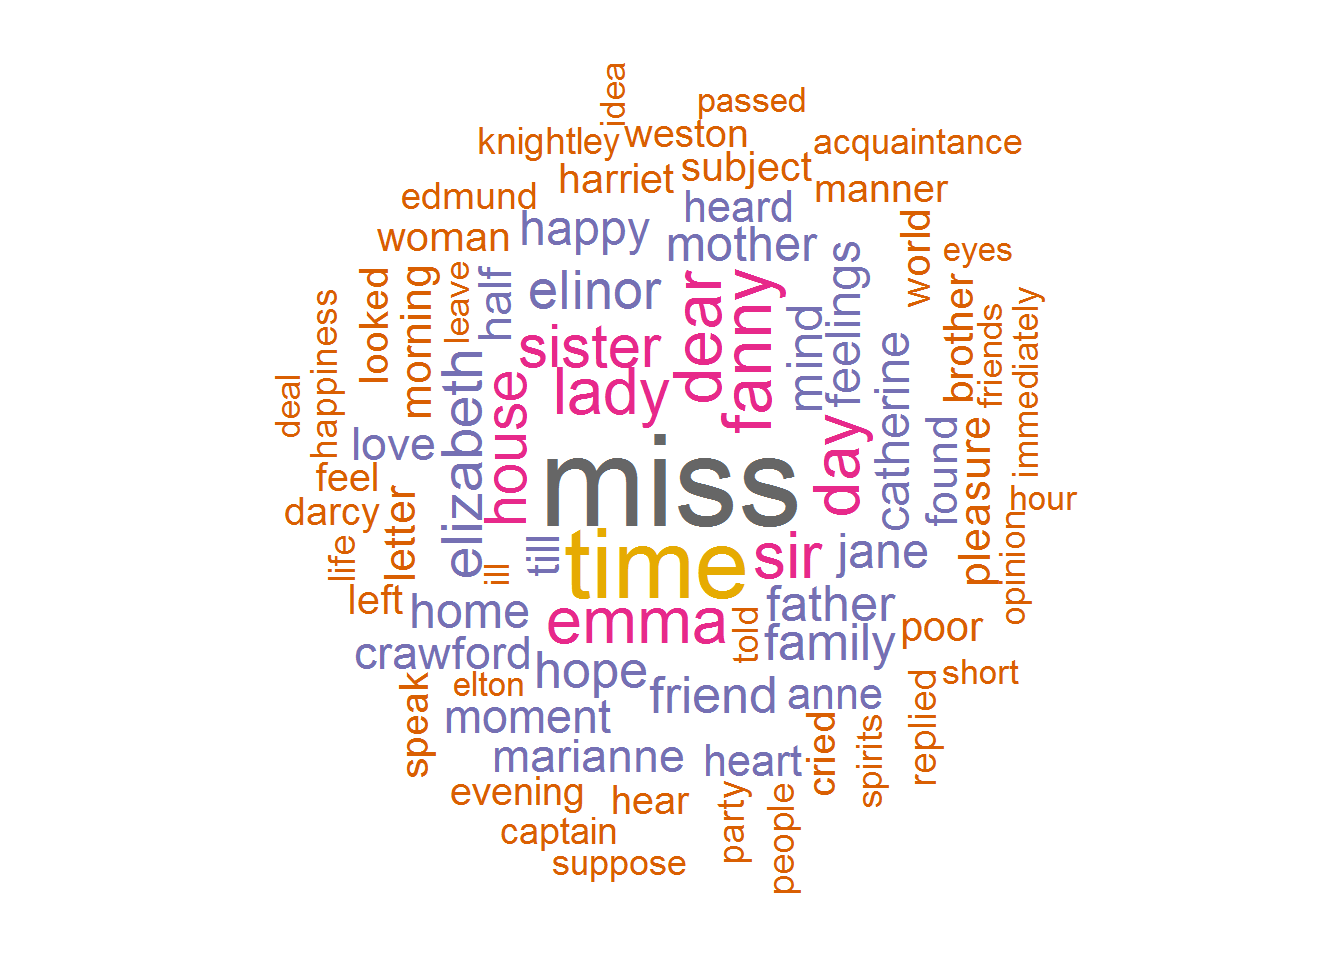 idea
passed
knightley
weston
acquaintance
harriet
subject
manner
edmund
happy
heard
woman
mother
world
eyes
looked
morning
leave
half
elinor
dear
fanny
mind
feelings
brother
friends
immediately
happiness
deal
sister
lady
catherine
love
elizabeth
house
miss
day
found
pleasure
feel
darcy
letter
hour
life
ill
till
time
sir
jane
opinion
left
home
emma
told
father
family
poor
crawford
hope
short
speak
elton
friend
anne
replied
moment
marianne
heart
cried
spirits
evening
hear
party
people
captain
suppose